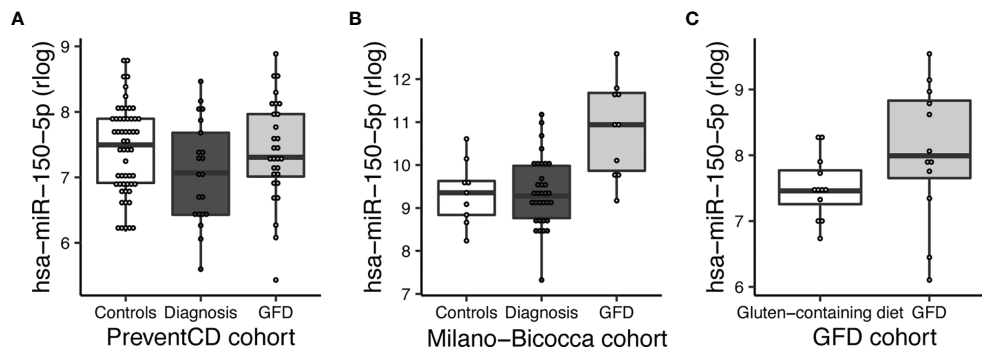 A
hsa−miR−150−5p (rlog)
9
8
7
6
Controls Diagnosis GFD
PreventCD cohort
B
hsa−miR−150−5p (rlog)
12
11
10
9
8
7
Controls Diagnosis GFD
Milano−Bicocca cohort
C
hsa−miR−150−5p (rlog)
9
8
7
6
Gluten−containing diet GFD
GFD cohort